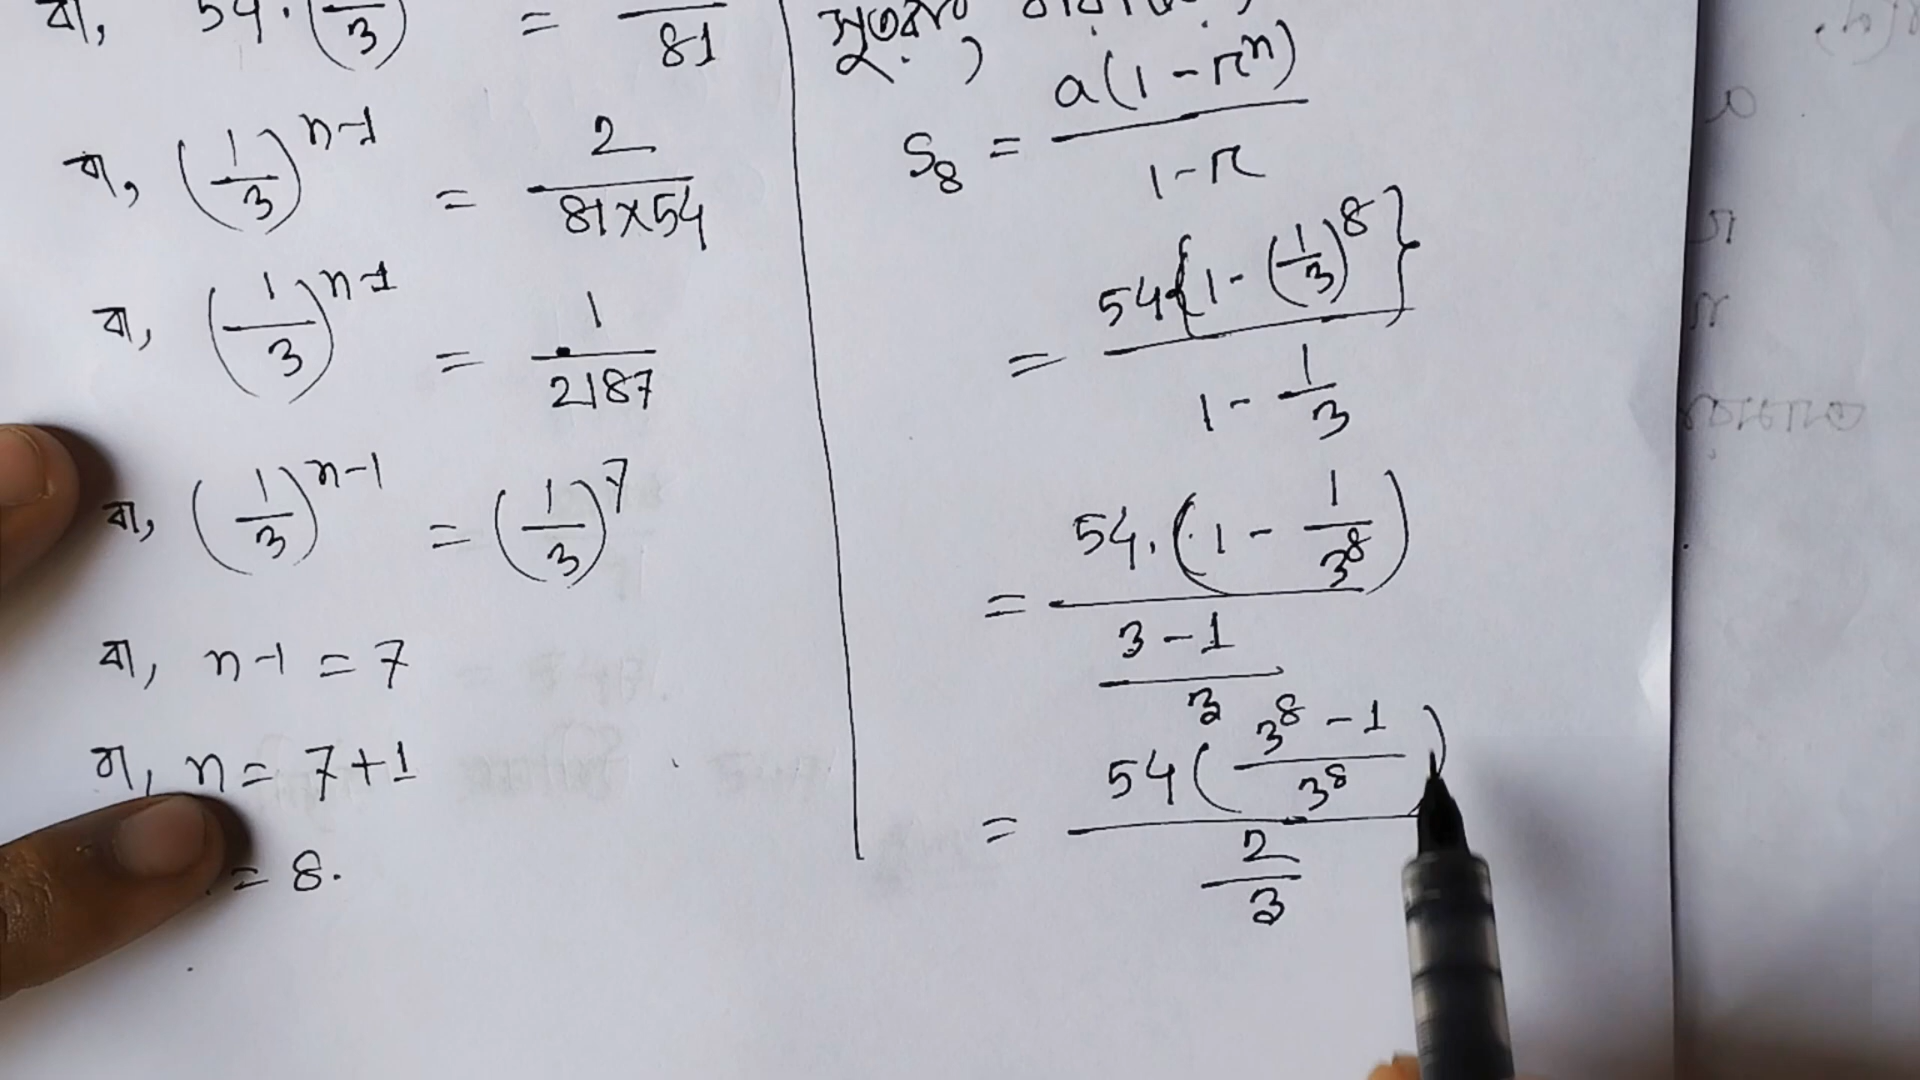 বা, 54·(1/3) = /81
বা, (1/3)^{n-1} = 2/(81×54)
বা, (1/3)^{n-1} = 1/2187
বা, (1/3)^{n-1} = (1/3)^7
বা, n-1 = 7
বা, n = 7+1
= 8.
সুতরাং,
S_8 = a(1-r^n)/(1-r)
= 54{1-(1/3)^8}/(1-1/3)
= 54.(1-1/3^8)/((3-1)/3)
= 54((3^8-1)/3^8)/(2/3)